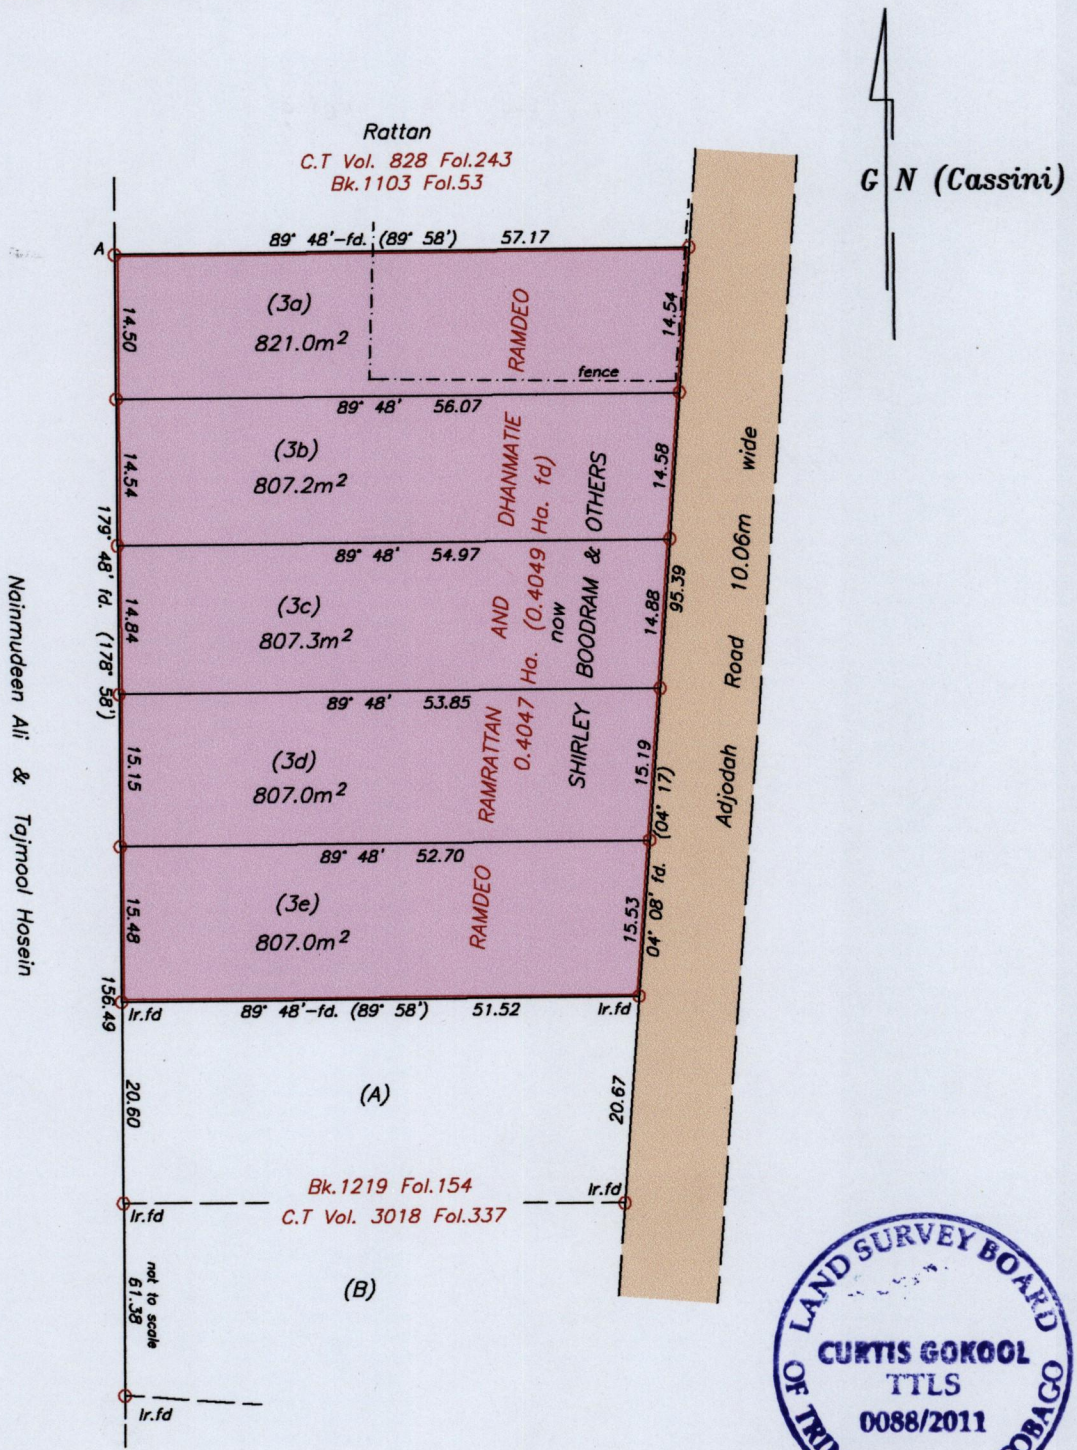 Rattan
C.T Vol. 828 Fol.243
Bk.1103 Fol.53
G N (Cassini)
A
89° 48'-fd. (89° 58') 57.17
14.50
(3a)
821.0m²
RAMDEO
14.54
fence
89° 48' 56.07
14.54
(3b)
807.2m²
14.58
89° 48' 54.97
14.84
(3c)
807.3m²
14.88
89° 48' 53.85
15.15
(3d)
807.0m²
15.19
89° 48' 52.70
15.48
(3e)
807.0m²
RAMDEO
15.53
RAMRATTAN AND DHANMATIE
0.4047 Ha. (0.4049 Ha. fd)
now
SHIRLEY BOODRAM & OTHERS
179° 48' fd. (178° 58')
156.49
04° 08' fd. (04° 17)
95.39
Adjodah Road 10.06m wide
Nainmudeen Ali & Tajmool Hosein
Ir.fd
89° 48'-fd. (89° 58') 51.52
Ir.fd
20.60
(A)
20.67
Bk.1219 Fol.154
C.T Vol. 3018 Fol.337
Ir.fd
Ir.fd
not to scale
61.38
(B)
Ir.fd
LAND SURVEY BOARD
CURTIS GOKOOL
TTLS
0088/2011
OF